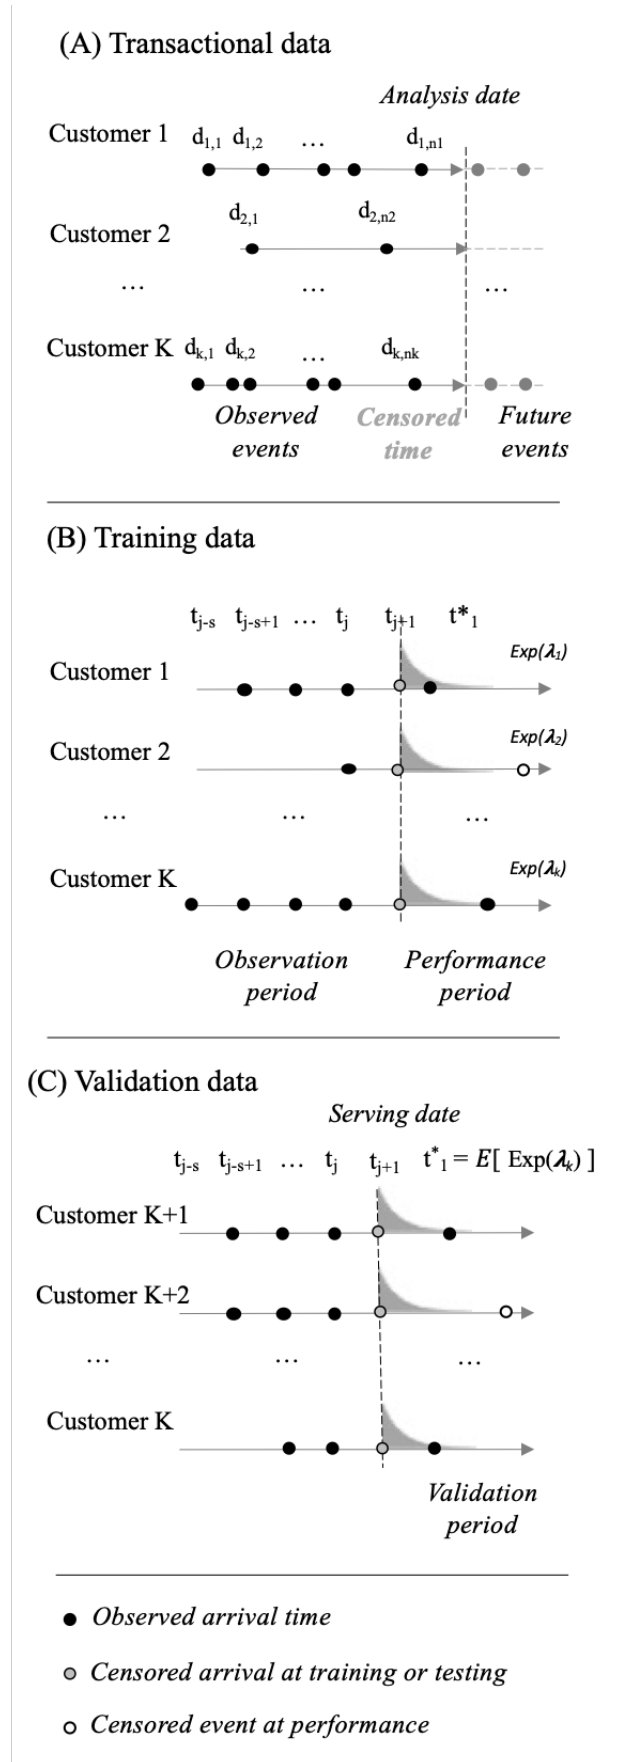 (A) Transactional data
Analysis date
Customer 1 d1,1 d1,2 ... d1,n1
d2,1 d2,n2
Customer 2
... ... ...
Customer K dk,1 dk,2 ... dk,nk
Observed Censored Future
events time events
(B) Training data
tj-s tj-s+1 ... tj tj+1 t*1
Customer 1 Exp(λ1)
Customer 2 Exp(λ2)
... ... ...
Customer K Exp(λk)
Observation Performance
period period
(C) Validation data
Serving date
tj-s tj-s+1 ... tj tj+1 t*1 = E[ Exp(λk) ]
Customer K+1
Customer K+2
... ... ...
Customer K
Validation
period
Observed arrival time
Censored arrival at training or testing
Censored event at performance